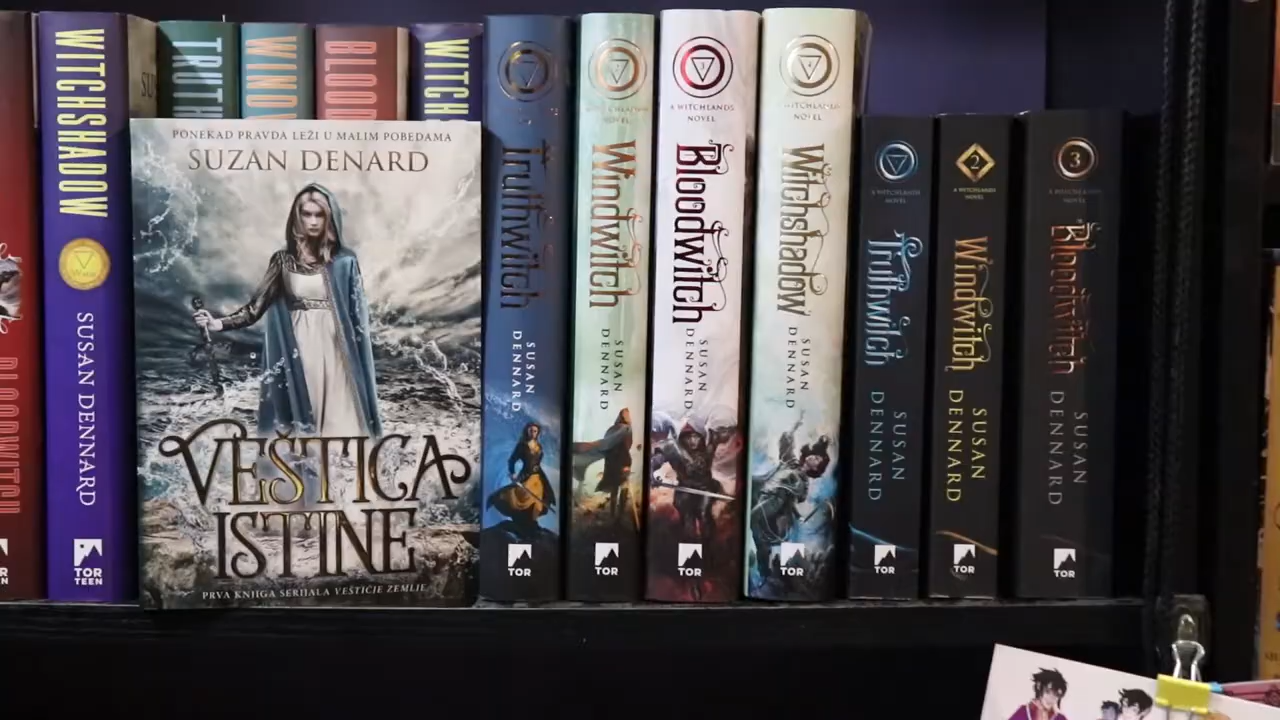 WITCHSHADOW
SUSAN DENNARD
TOR
TEEN
TRUTH
WIND
BLOOD
WITCHS
PONEKAD PRAVDA LEŽI U MALIM POBEDAMA
SUZAN DENARD
VEŠTICA
ISTINE
PRVA KNJIGA SERIJALA VEŠTIČJE ZEMLJE
Truthwitch
SUSAN
DENNARD
TOR
Windwitch
SUSAN
DENNARD
TOR
A WITCHLANDS
NOVEL
Bloodwitch
SUSAN
DENNARD
TOR
A WITCHLANDS
NOVEL
Witchshadow
SUSAN
DENNARD
TOR
A WITCHLANDS
NOVEL
Truthwitch
SUSAN
DENNARD
TOR
2
A WITCHLANDS
NOVEL
Windwitch
SUSAN
DENNARD
TOR
3
A WITCHLANDS
NOVEL
Bloodwitch
SUSAN
DENNARD
TOR